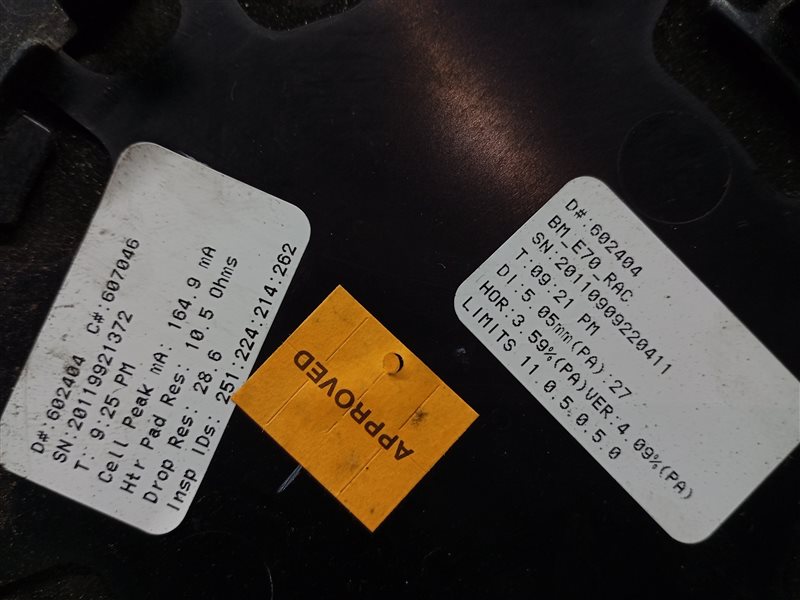 D#:602404 C#:607046
SN:20119921372
T: 9:25 PM
Cell Peak mA: 164.9 mA
Htr Pad Res: 10.5 Ohms
Drop Res: 28.6
Insp IDs: 251:224:214:262
APPROVED
D#:602404
BM_E70_RAC
SN:20110909220411
T:09:21 PM
DI:5.05mm(PA):27
HOR:3.59%(PA)VER:4.09%(PA)
LIMITS 11.0.5.0.5.0